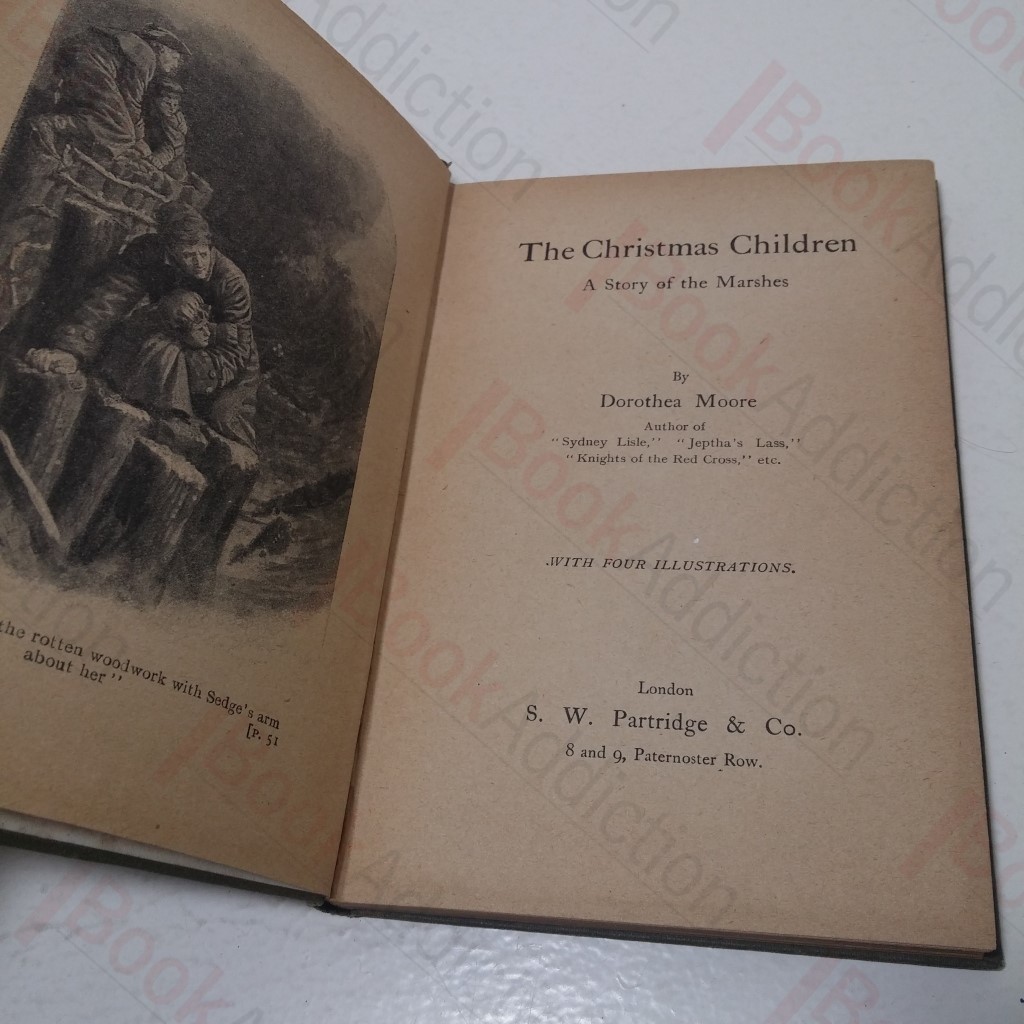 the rotten woodwork with Sedge's arm
about her"
[P. 51
The Christmas Children
A Story of the Marshes
By
Dorothea Moore
Author of
"Sydney Lisle," "Jeptha's Lass,"
"Knights of the Red Cross," etc.
WITH FOUR ILLUSTRATIONS.
London
S. W. Partridge & Co.
8 and 9, Paternoster Row.
BookAddiction